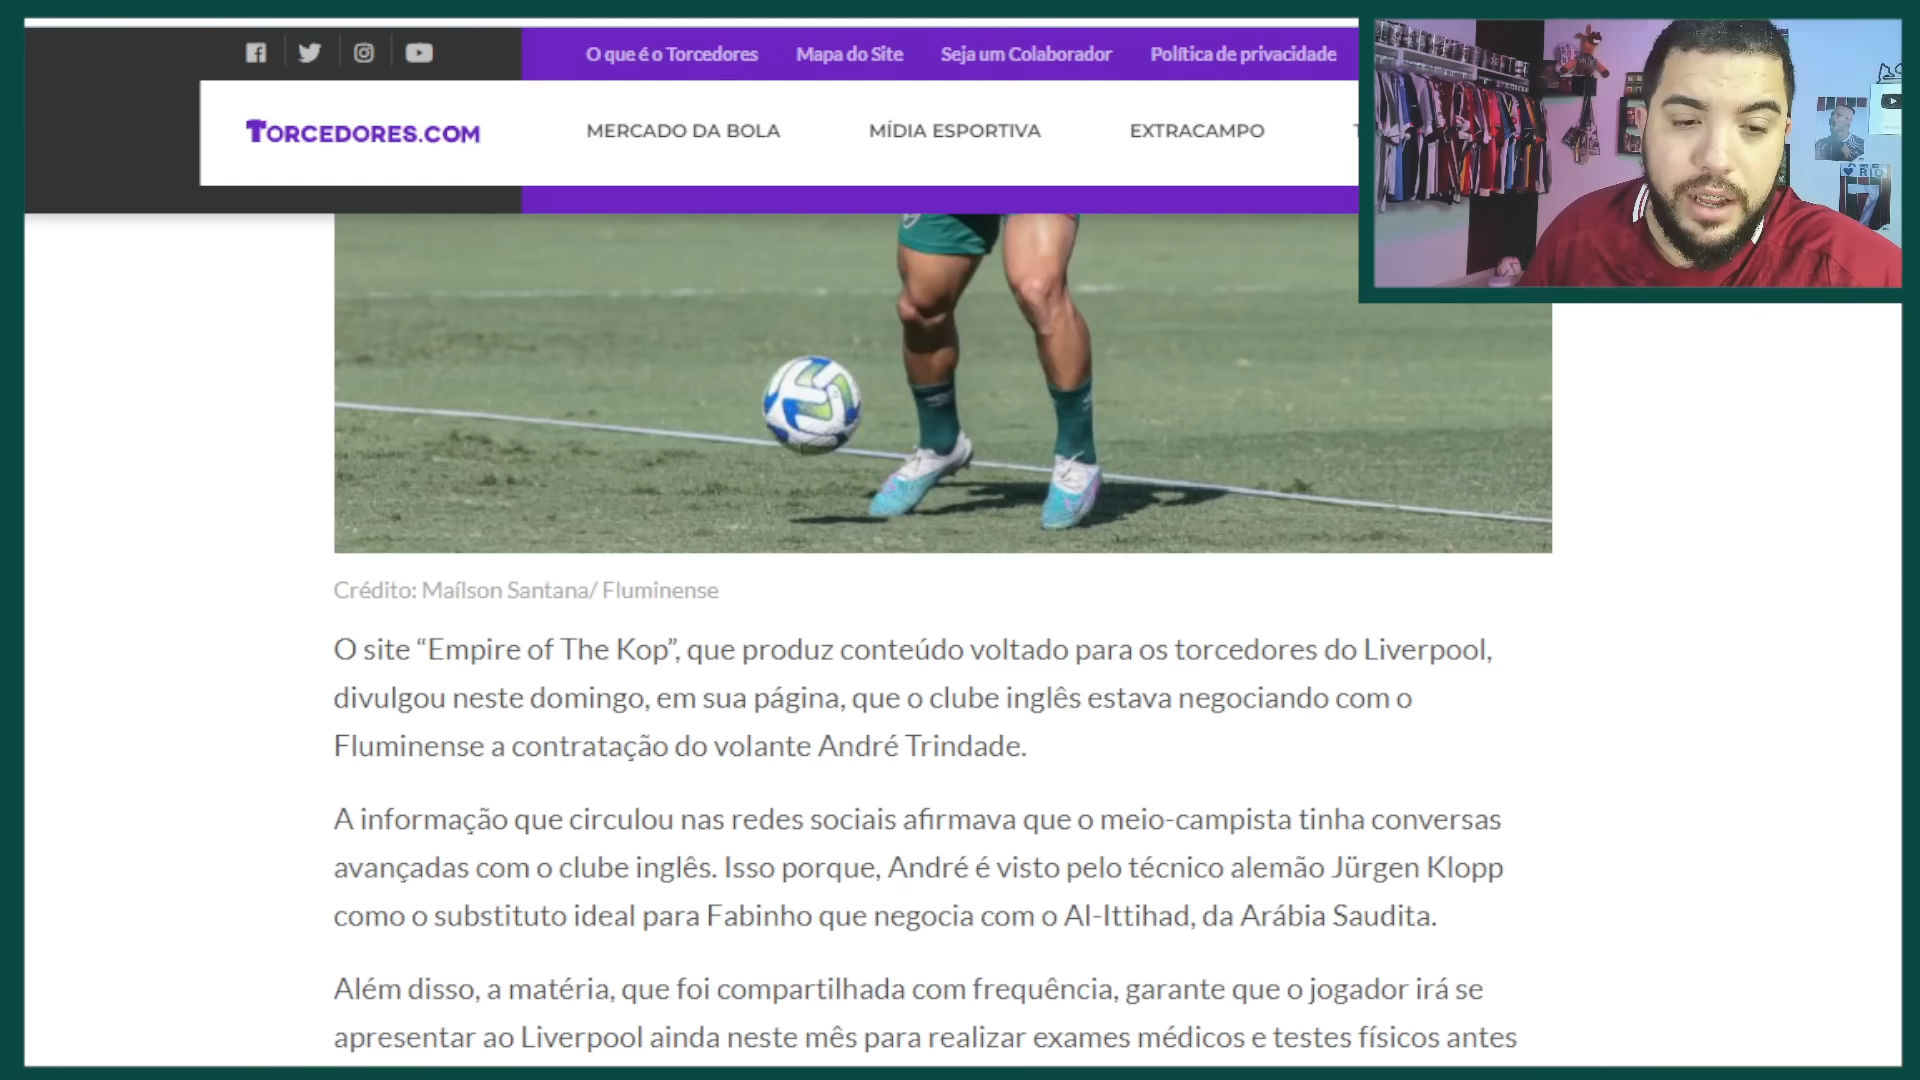 O que é o Torcedores Mapa do Site Seja um Colaborador Política de privacidade
TORCEDORES.COM MERCADO DA BOLA MÍDIA ESPORTIVA EXTRACAMPO
Crédito: Maílson Santana/ Fluminense
O site “Empire of The Kop”, que produz conteúdo voltado para os torcedores do Liverpool,
divulgou neste domingo, em sua página, que o clube inglês estava negociando com o
Fluminense a contratação do volante André Trindade.
A informação que circulou nas redes sociais afirmava que o meio-campista tinha conversas
avançadas com o clube inglês. Isso porque, André é visto pelo técnico alemão Jürgen Klopp
como o substituto ideal para Fabinho que negocia com o Al-Ittihad, da Arábia Saudita.
Além disso, a matéria, que foi compartilhada com frequência, garante que o jogador irá se
apresentar ao Liverpool ainda neste mês para realizar exames médicos e testes físicos antes
RIO